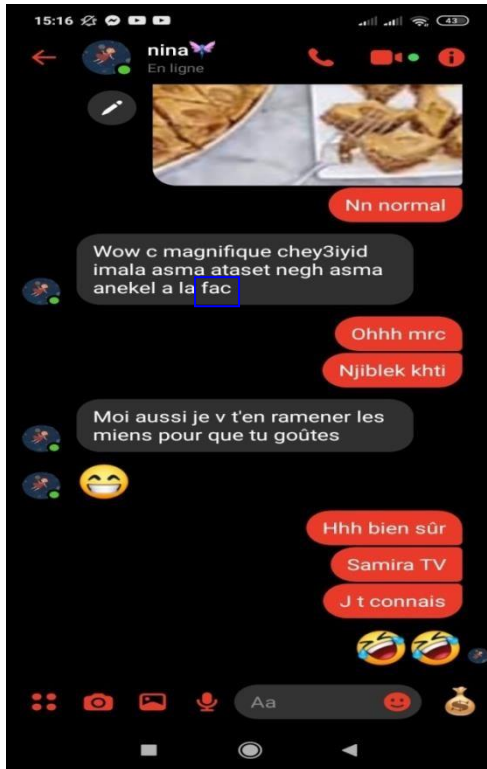 15:16
43
nina
En ligne
Nn normal
Wow c magnifique chey3iyid
imala asma ataset negh asma
anekel a la fac
Ohhh mrc
Njiblek khti
Moi aussi je v t'en ramener les
miens pour que tu goûtes
Hhh bien sûr
Samira TV
J t connais
Aa